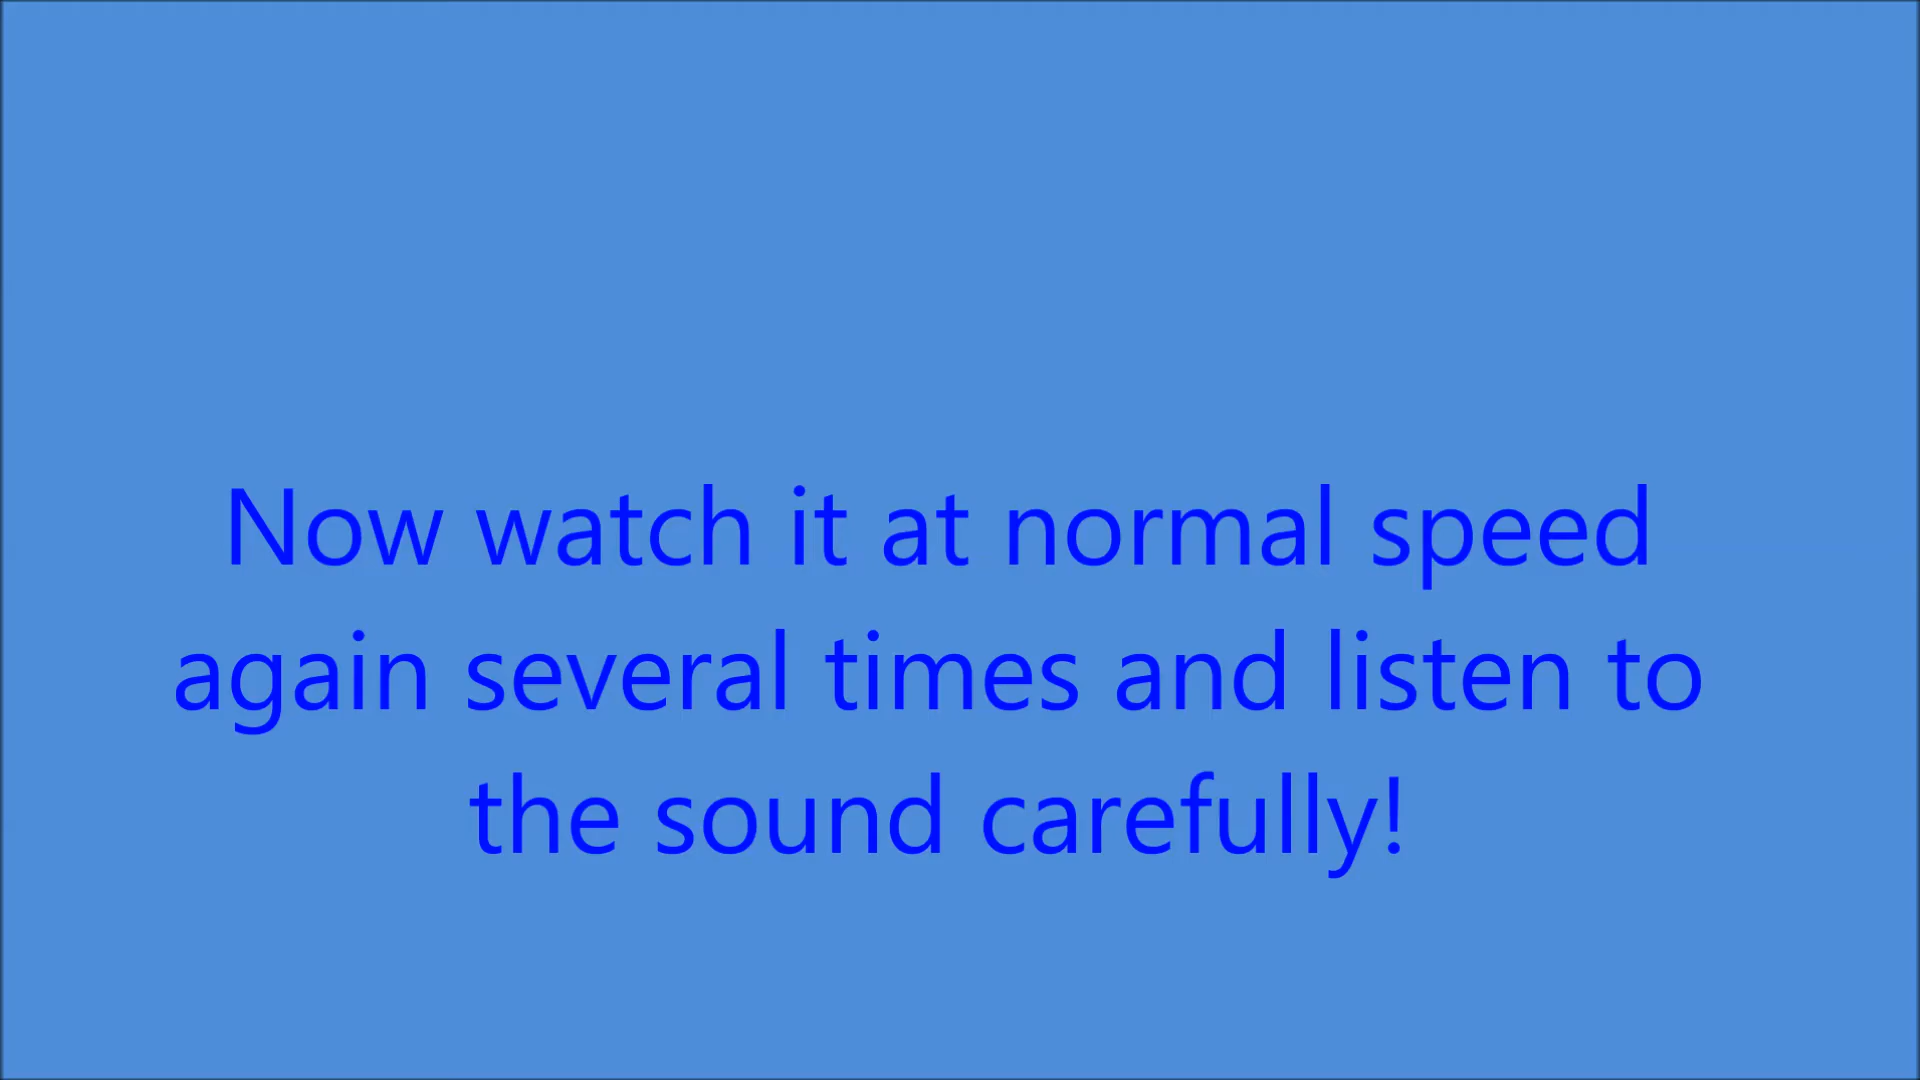 Now watch it at normal speed
again several times and listen to
the sound carefully!